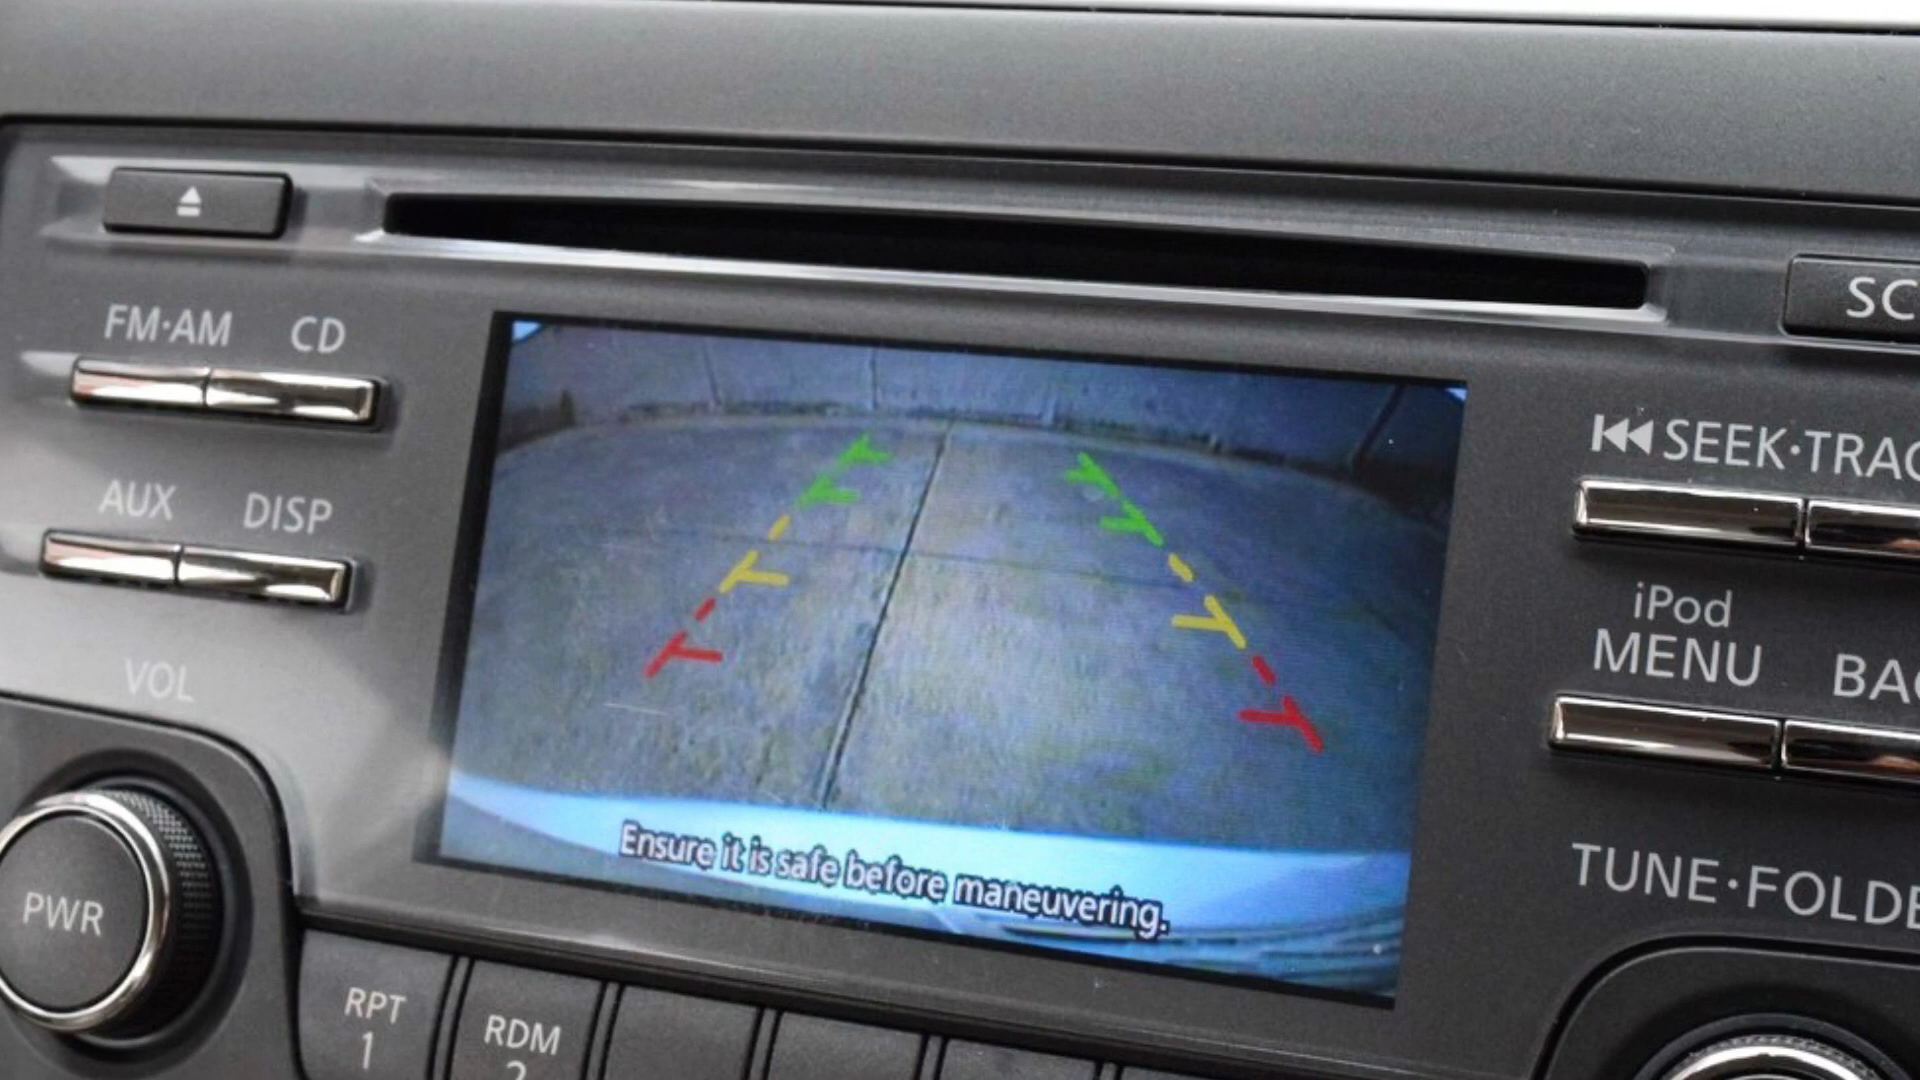 FM·AM CD
SC
AUX DISP
SEEK·TRAC
iPod
MENU BAC
VOL
Ensure it is safe before maneuvering.
TUNE·FOLDE
PWR
RPT
1
RDM
2